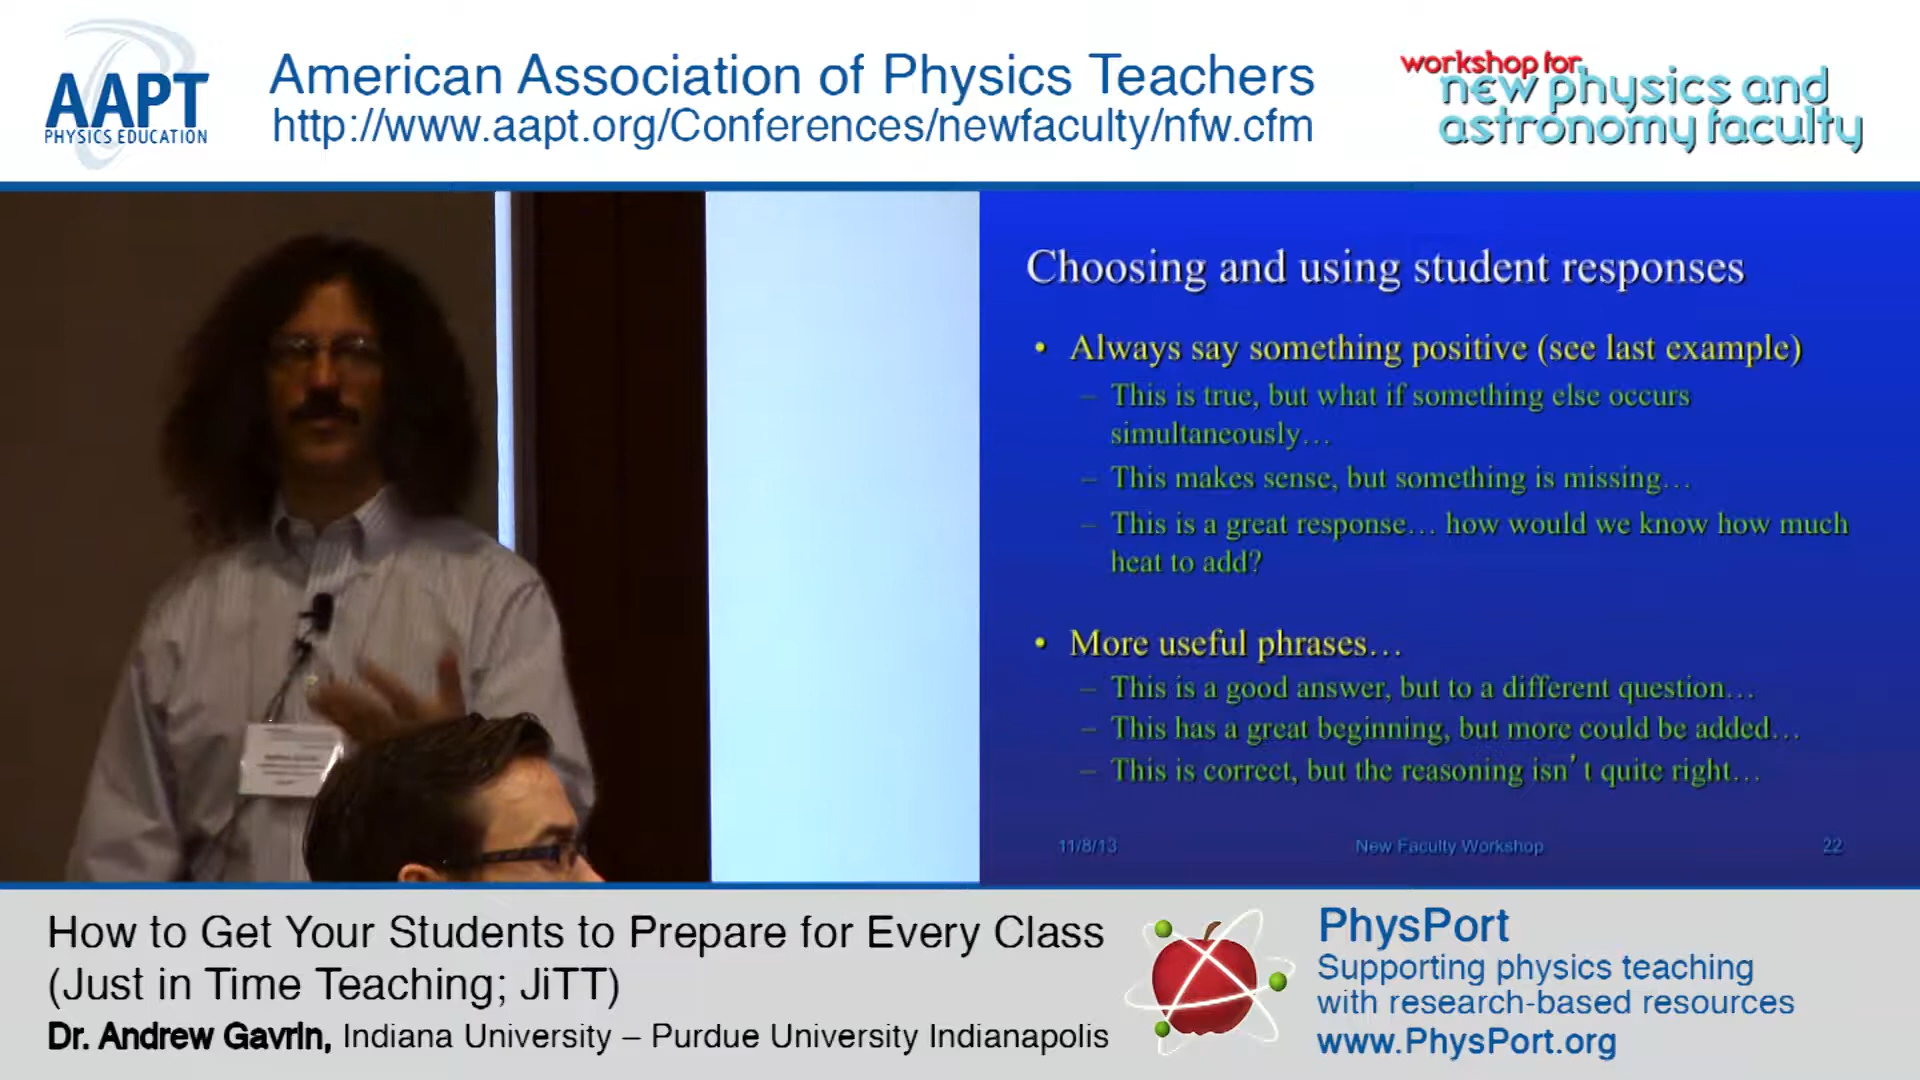 AAPT
PHYSICS EDUCATION
American Association of Physics Teachers
http://www.aapt.org/Conferences/newfaculty/nfw.cfm
workshop for
new physics and
astronomy faculty
Choosing and using student responses
• Always say something positive (see last example)
– This is true, but what if something else occurs
simultaneously…
– This makes sense, but something is missing…
– This is a great response… how would we know how much
heat to add?
• More useful phrases…
– This is a good answer, but to a different question…
– This has a great beginning, but more could be added…
– This is correct, but the reasoning isn’t quite right…
11/8/13 New Faculty Workshop 22
How to Get Your Students to Prepare for Every Class
(Just in Time Teaching; JiTT)
Dr. Andrew Gavrin, Indiana University – Purdue University Indianapolis
PhysPort
Supporting physics teaching
with research-based resources
www.PhysPort.org